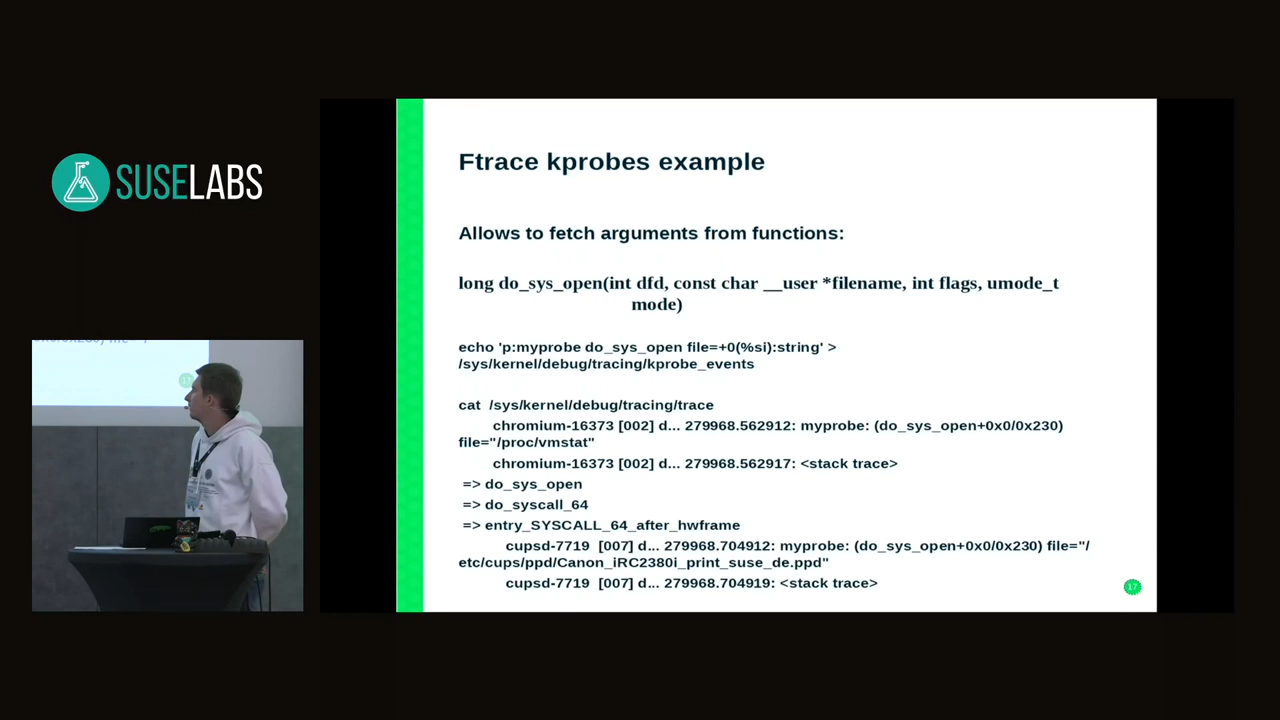 SUSELABS
Ftrace kprobes example
Allows to fetch arguments from functions:
long do_sys_open(int dfd, const char __user *filename, int flags, umode_t
mode)
echo 'p:myprobe do_sys_open file=+0(%si):string' >
/sys/kernel/debug/tracing/kprobe_events
cat  /sys/kernel/debug/tracing/trace
chromium-16373 [002] d... 279968.562912: myprobe: (do_sys_open+0x0/0x230)
file="/proc/vmstat"
chromium-16373 [002] d... 279968.562917: <stack trace>
=> do_sys_open
=> do_syscall_64
=> entry_SYSCALL_64_after_hwframe
cupsd-7719  [007] d... 279968.704912: myprobe: (do_sys_open+0x0/0x230) file="/
etc/cups/ppd/Canon_iRC2380i_print_suse_de.ppd"
cupsd-7719  [007] d... 279968.704919: <stack trace>
17